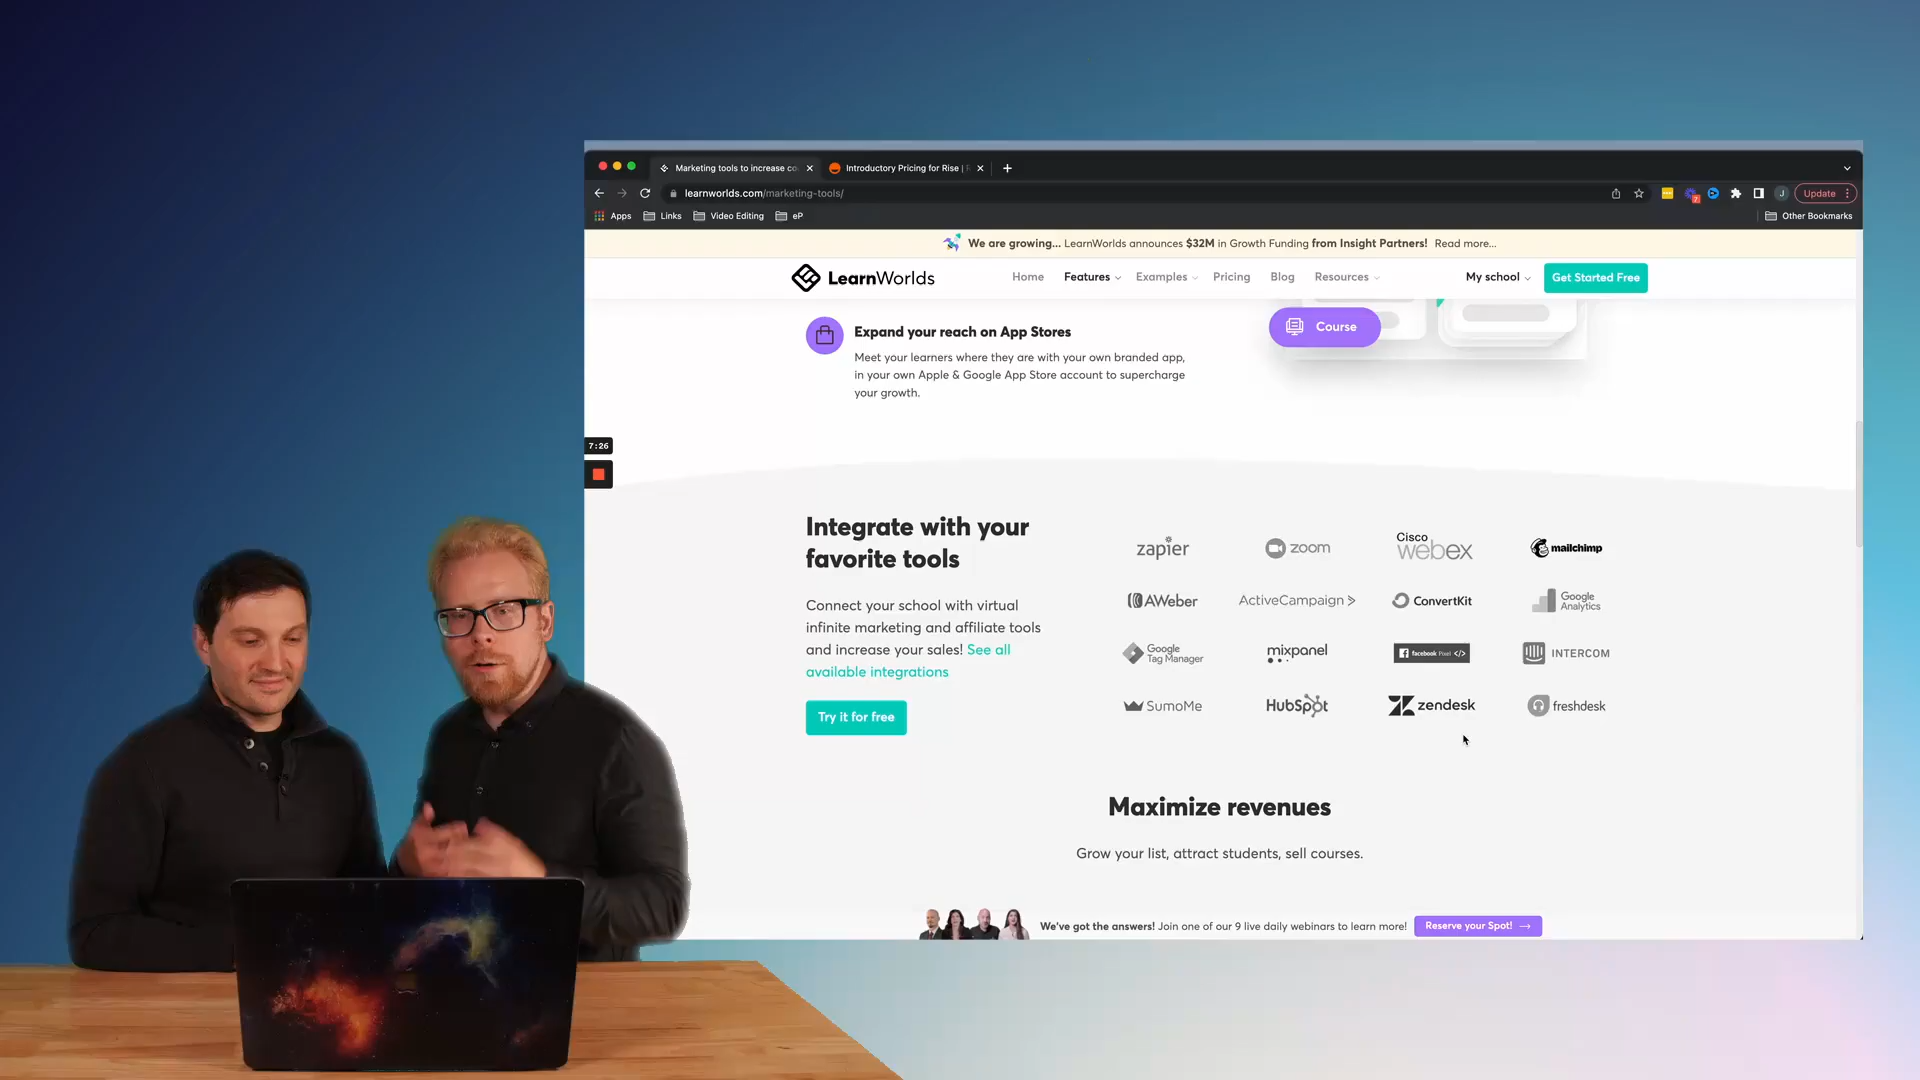 Marketing tools to increase co
Introductory Pricing for Rise |
learnworlds.com/marketing-tools/
J
Update
Apps
Links
Video Editing
eP
Other Bookmarks
We are growing... LearnWorlds announces $32M in Growth Funding from Insight Partners! Read more...
LearnWorlds
Home
Features
Examples
Pricing
Blog
Resources
My school
Get Started Free
Expand your reach on App Stores
Meet your learners where they are with your own branded app,
in your own Apple & Google App Store account to supercharge
your growth.
Course
7:26
Integrate with your
favorite tools
Connect your school with virtual
infinite marketing and affiliate tools
and increase your sales! See all
available integrations
Try it for free
zapier
zoom
Cisco
webex
mailchimp
AWeber
ActiveCampaign >
ConvertKit
Google
Analytics
Google
Tag Manager
mixpanel
facebook Pixel </>
INTERCOM
SumoMe
HubSpot
zendesk
freshdesk
Maximize revenues
Grow your list, attract students, sell courses.
We've got the answers! Join one of our 9 live daily webinars to learn more!
Reserve your Spot! →